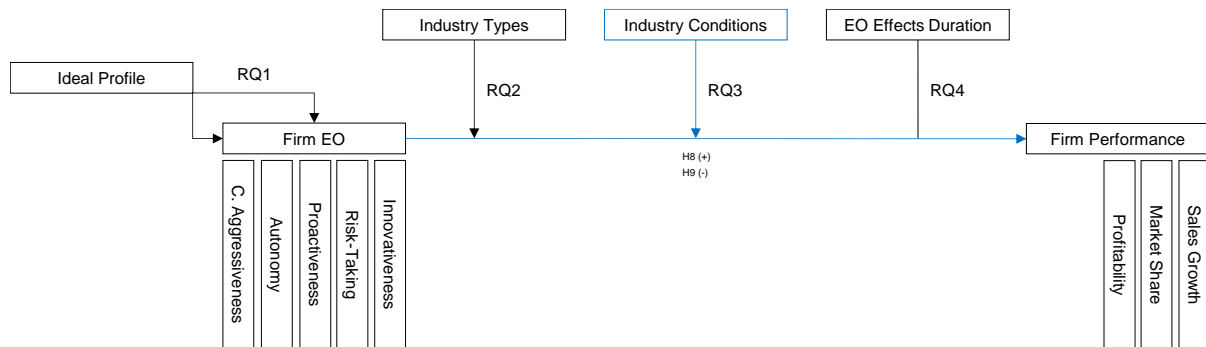 Industry Types
Industry Conditions
EO Effects Duration
Ideal Profile
RQ1
RQ2
RQ3
RQ4
Firm EO
Firm Performance
H8 (+)
H9 (-)
C. Aggressiveness
Autonomy
Proactiveness
Risk-Taking
Innovativeness
Profitability
Market Share
Sales Growth